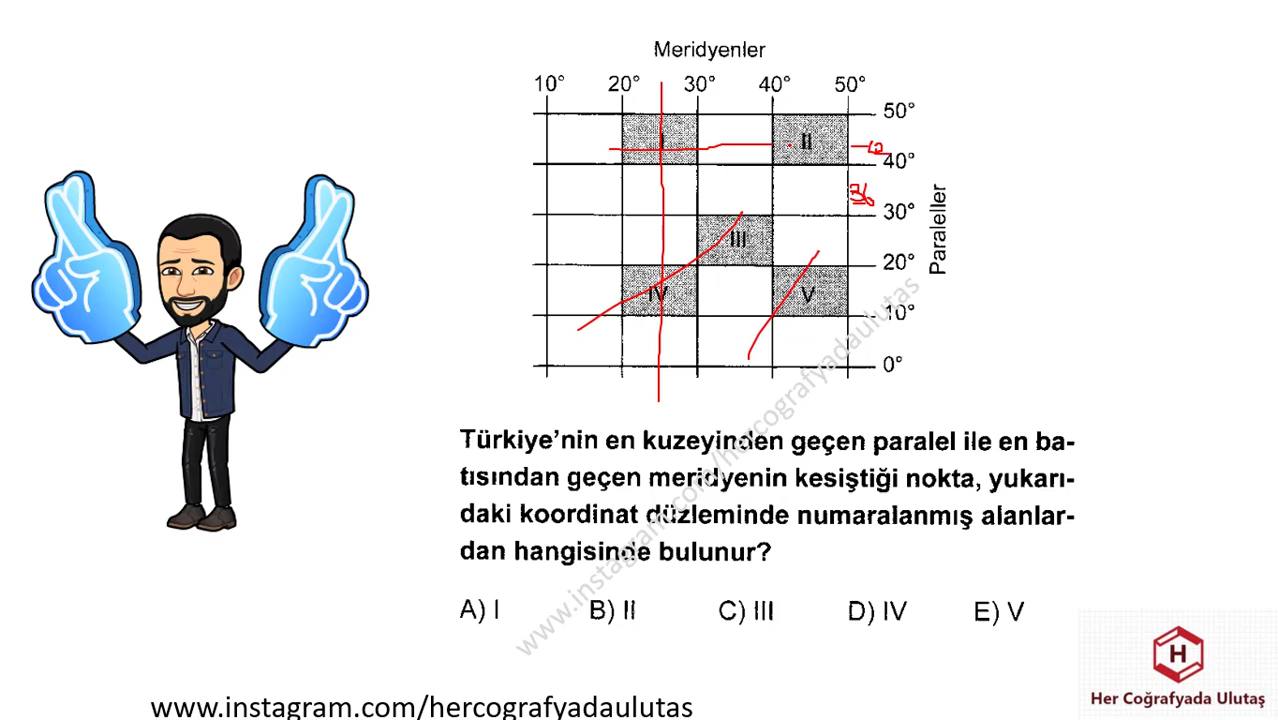 Meridyenler
10° 20° 30° 40° 50°
50°
I II
40°
36
30°
III
Paraleller
20°
IV V
10°
0°
Türkiye'nin en kuzeyinden geçen paralel ile en ba-
tısından geçen meridyenin kesiştiği nokta, yukarı-
daki koordinat düzleminde numaralanmış alanlar-
dan hangisinde bulunur?
A) I B) II C) III D) IV E) V
www.instagram.com/hercografyadaulutas
H
Her Coğrafyada Ulutaş
www.instagram.com/hercografyadaulutas